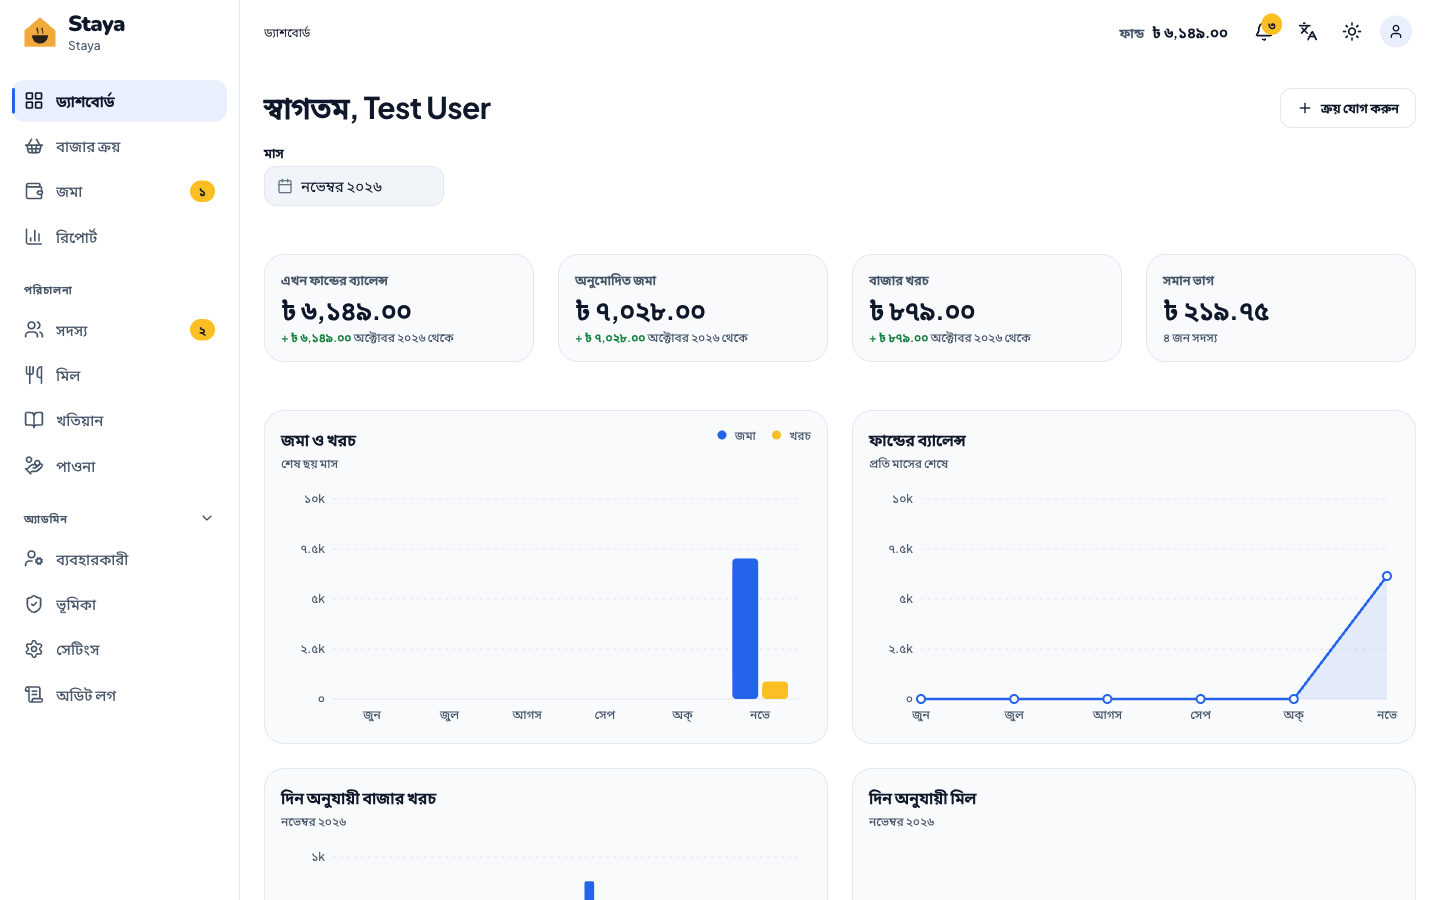 Staya
Staya
ড্যাশবোর্ড
বাজার ক্রয়
জমা ১
রিপোর্ট
পরিচালনা
সদস্য ২
মিল
খতিয়ান
পাওনা
অ্যাডমিন
ব্যবহারকারী
ভূমিকা
সেটিংস
অডিট লগ
ড্যাশবোর্ড
ফান্ড ৳ ৬,১৪৯.০০ ৩
স্বাগতম, Test User
ক্রয় যোগ করুন
মাস
নভেম্বর ২০২৬
এখন ফান্ডের ব্যালেন্স
৳ ৬,১৪৯.০০
+ ৳ ৬,১৪৯.০০ অক্টোবর ২০২৬ থেকে
অনুমোদিত জমা
৳ ৭,০২৮.০০
+ ৳ ৭,০২৮.০০ অক্টোবর ২০২৬ থেকে
বাজার খরচ
৳ ৮৭৯.০০
+ ৳ ৮৭৯.০০ অক্টোবর ২০২৬ থেকে
সমান ভাগ
৳ ২১৯.৭৫
৪ জন সদস্য
জমা ও খরচ
শেষ ছয় মাস
জমা খরচ
১০k
৭.৫k
৫k
২.৫k
০
জুন জুল আগস সেপ অক্ নভে
ফান্ডের ব্যালেন্স
প্রতি মাসের শেষে
১০k
৭.৫k
৫k
২.৫k
০
জুন জুল আগস সেপ অক্ নভে
দিন অনুযায়ী বাজার খরচ
নভেম্বর ২০২৬
১k
দিন অনুযায়ী মিল
নভেম্বর ২০২৬